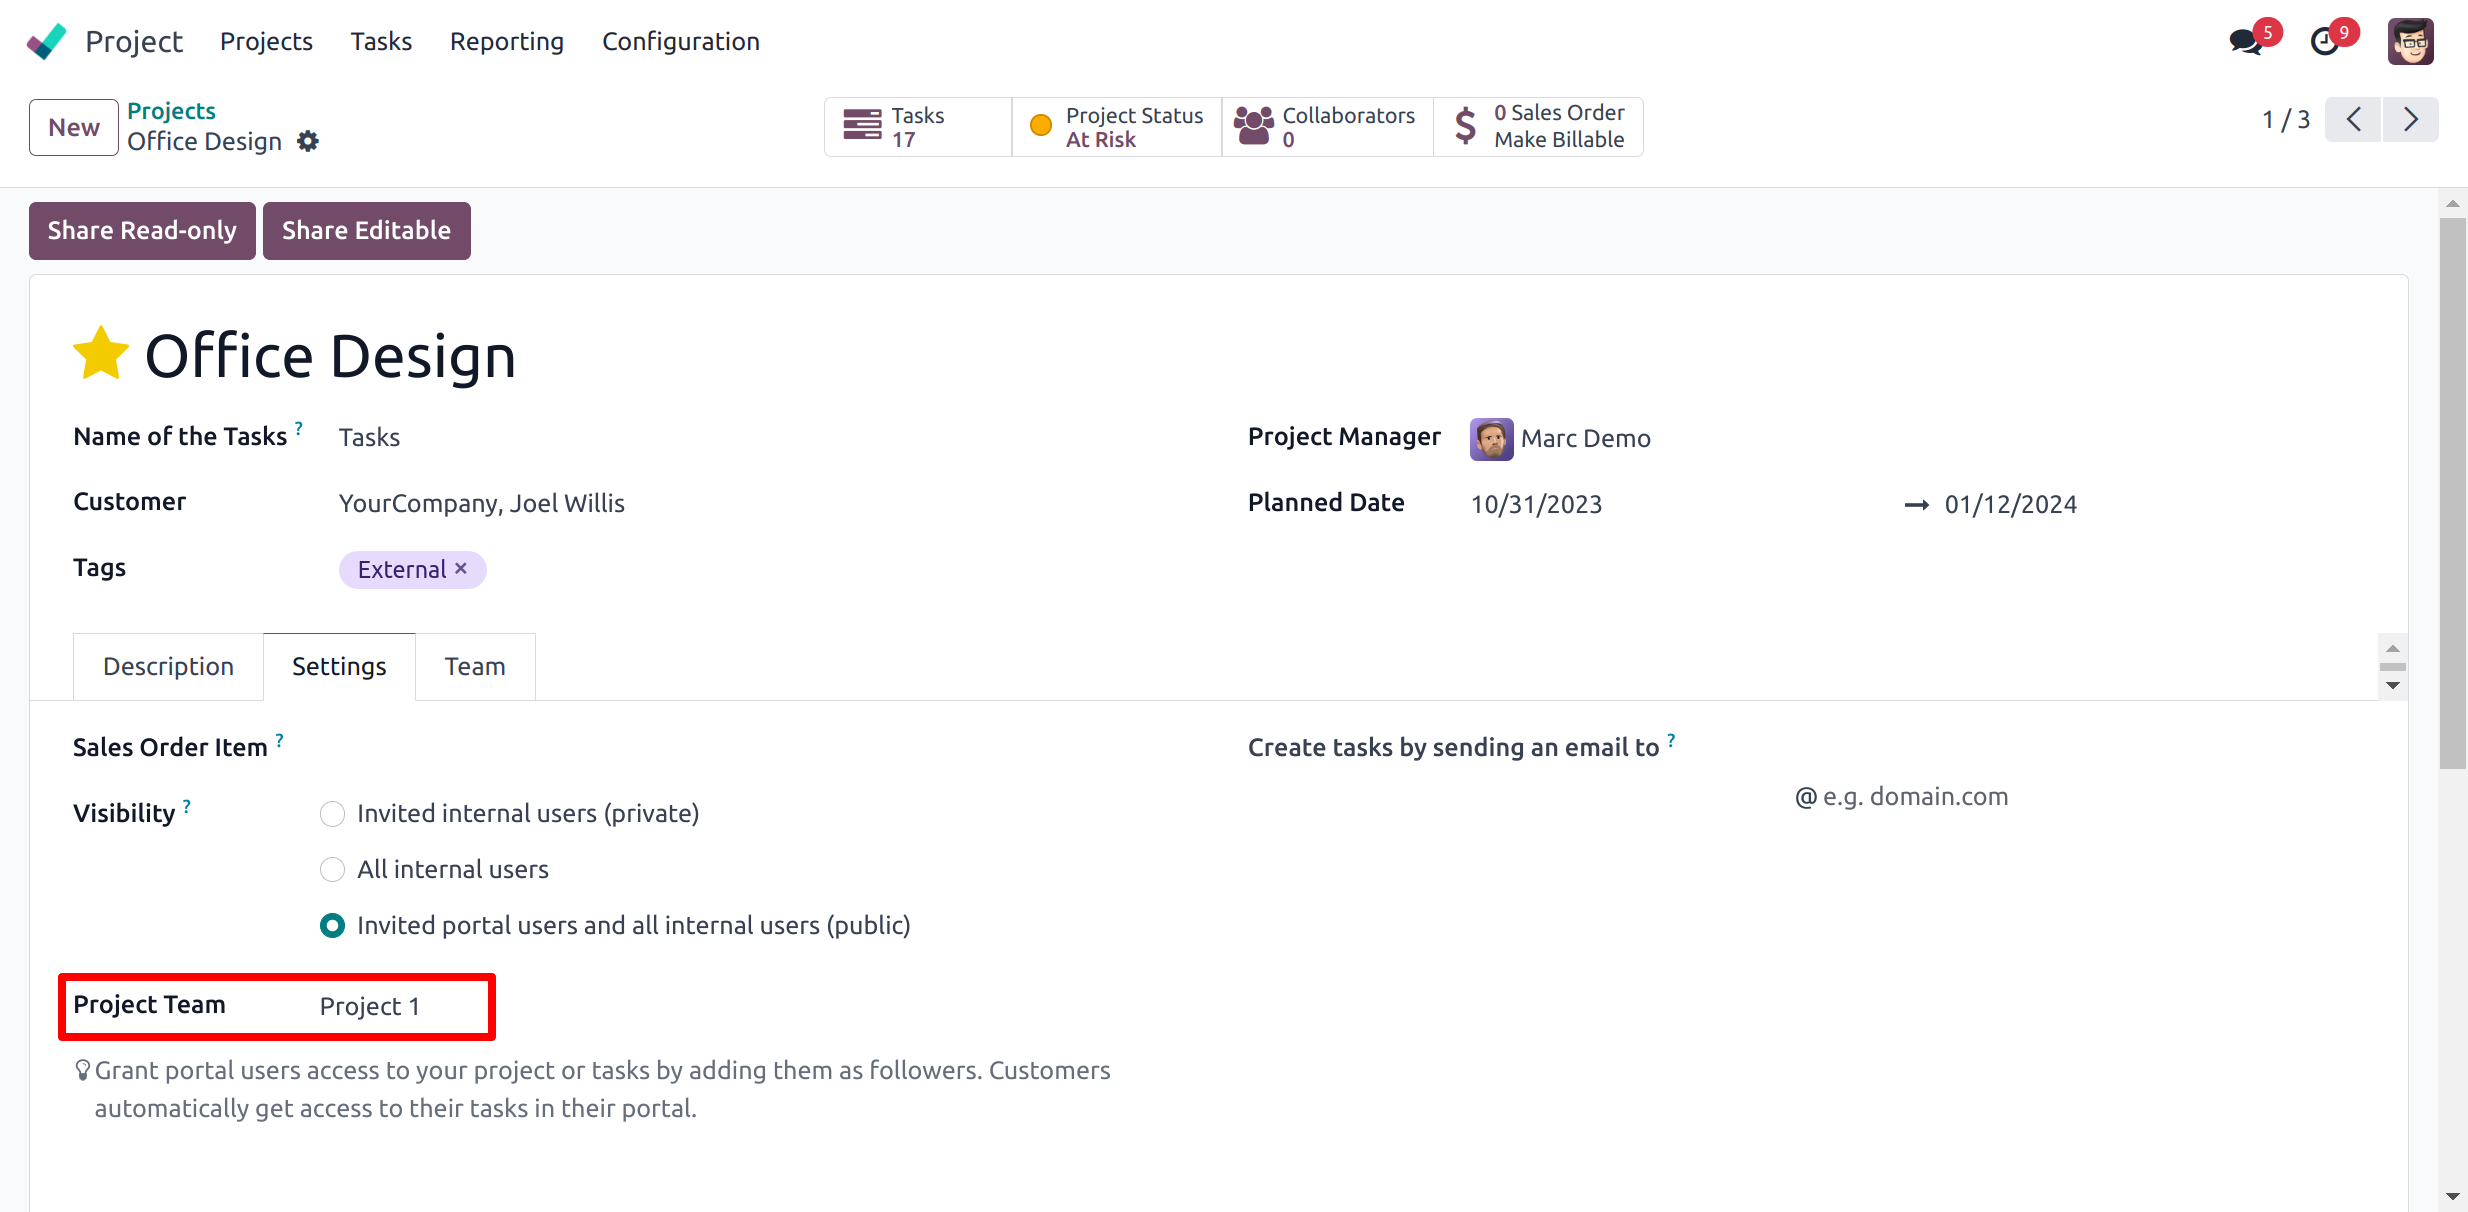 Project Projects Tasks Reporting Configuration 5 9
New Projects
Office Design
Tasks
17
Project Status
At Risk
Collaborators
0
0 Sales Order
Make Billable
1 / 3
Share Read-only Share Editable
Office Design
Name of the Tasks ? Tasks
Project Manager Marc Demo
Customer YourCompany, Joel Willis
Planned Date 10/31/2023 → 01/12/2024
Tags External ×
Description Settings Team
Sales Order Item ?
Create tasks by sending an email to ?
@ e.g. domain.com
Visibility ? Invited internal users (private)
All internal users
Invited portal users and all internal users (public)
Project Team Project 1
Grant portal users access to your project or tasks by adding them as followers. Customers
automatically get access to their tasks in their portal.